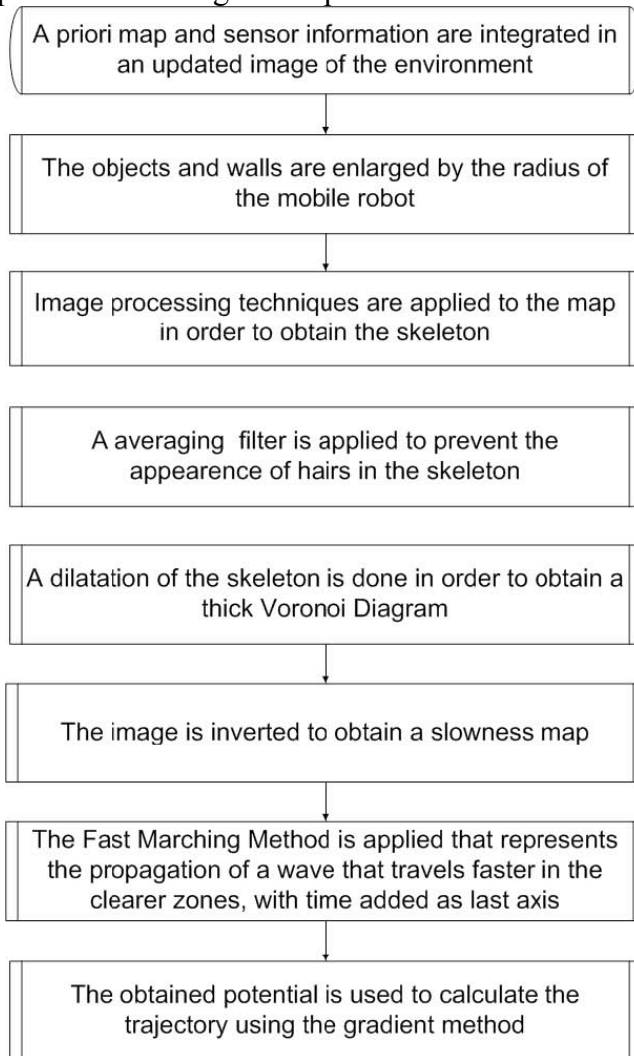 A priori map and sensor information are integrated in
an updated image of the environment
The objects and walls are enlarged by the radius of
the mobile robot
Image processing techniques are applied to the map
in order to obtain the skeleton
A averaging filter is applied to prevent the
appearence of hairs in the skeleton
A dilatation of the skeleton is done in order to obtain a
thick Voronoi Diagram
The image is inverted to obtain a slowness map
The Fast Marching Method is applied that represents
the propagation of a wave that travels faster in the
clearer zones, with time added as last axis
The obtained potential is used to calculate the
trajectory using the gradient method